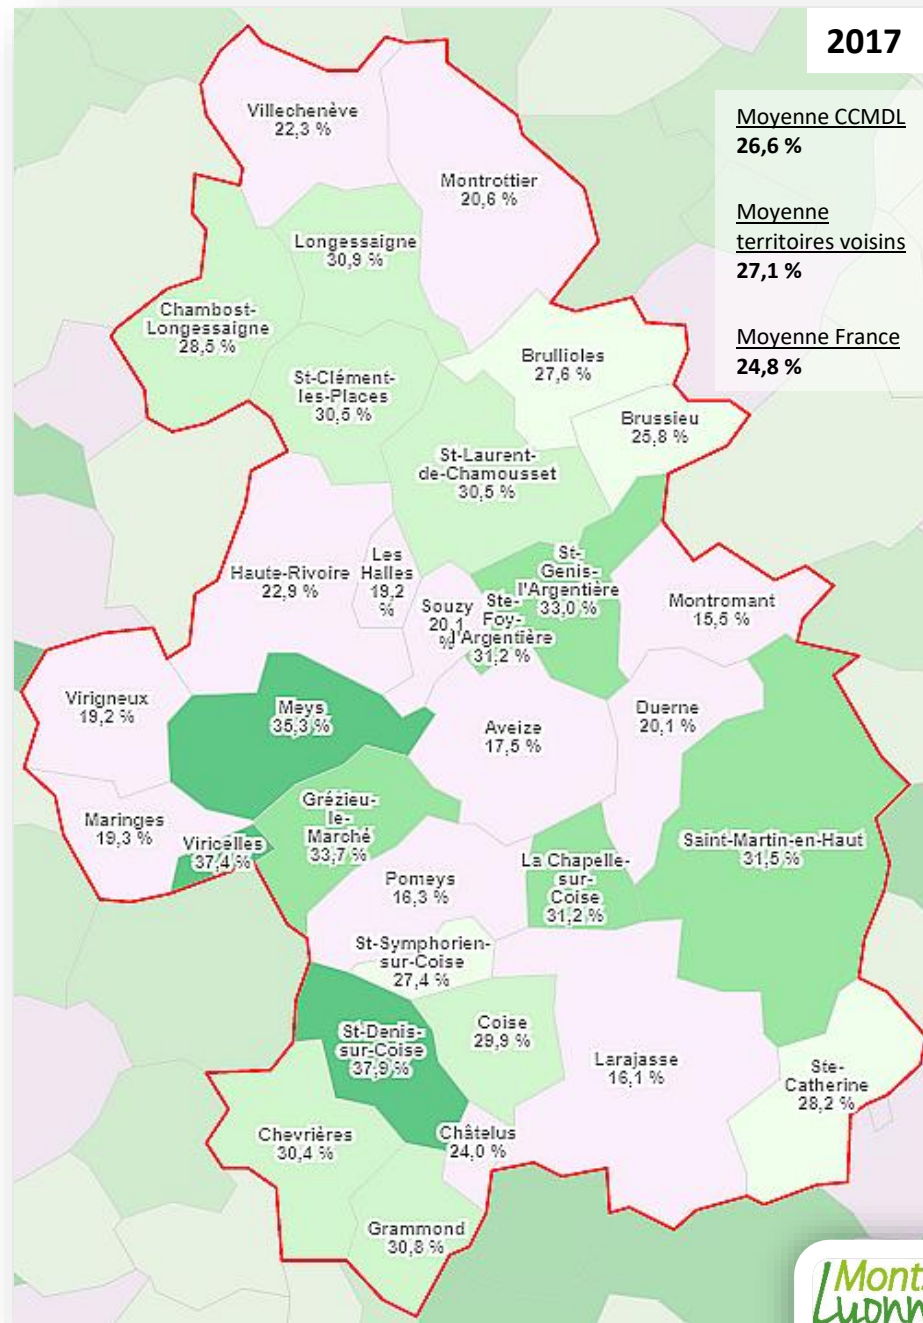 2017
Moyenne CCMDL
26,6 %
Moyenne
territoires voisins
27,1 %
Moyenne France
24,8 %
Villechenève
22,3 %
Montrottier
20,6 %
Longessaigne
30,9 %
Chambost-
Longessaigne
28,5 %
St-Clément-
les-Places
30,5 %
Brullioles
27,6 %
Brussieu
25,8 %
St-Laurent-
de-Chamousset
30,5 %
Haute-Rivoire
22,9 %
Les
Halles
19,2
%
Souzy
20,1
%
Ste-
Foy-
l'Argentière
31,2 %
St-
Genis-
l'Argentière
33,0 %
Montromant
15,5 %
Virigneux
19,2 %
Meys
35,3 %
Aveize
17,5 %
Duerne
20,1 %
Maringes
19,3 %
Viricelles
37,4 %
Grézieu-
le-
Marché
33,7 %
Saint-Martin-en-Haut
31,5 %
Pomeys
16,3 %
La Chapelle-
sur-
Coise
31,2 %
St-Symphorien-
sur-Coise
27,4 %
St-Denis-
sur-Coise
37,9 %
Coise
29,9 %
Larajasse
16,1 %
Ste-
Catherine
28,2 %
Chevrières
30,4 %
Châtelus
24,0 %
Grammond
30,8 %
Mont
Lyonn